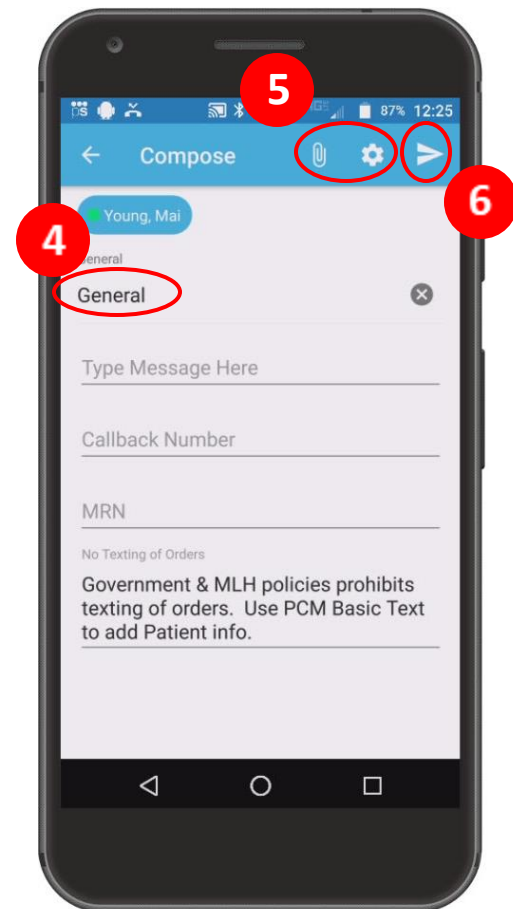 5
87% 12:25
Compose
6
Young, Mai
4
General
General
Type Message Here
Callback Number
MRN
No Texting of Orders
Government & MLH policies prohibits
texting of orders. Use PCM Basic Text
to add Patient info.